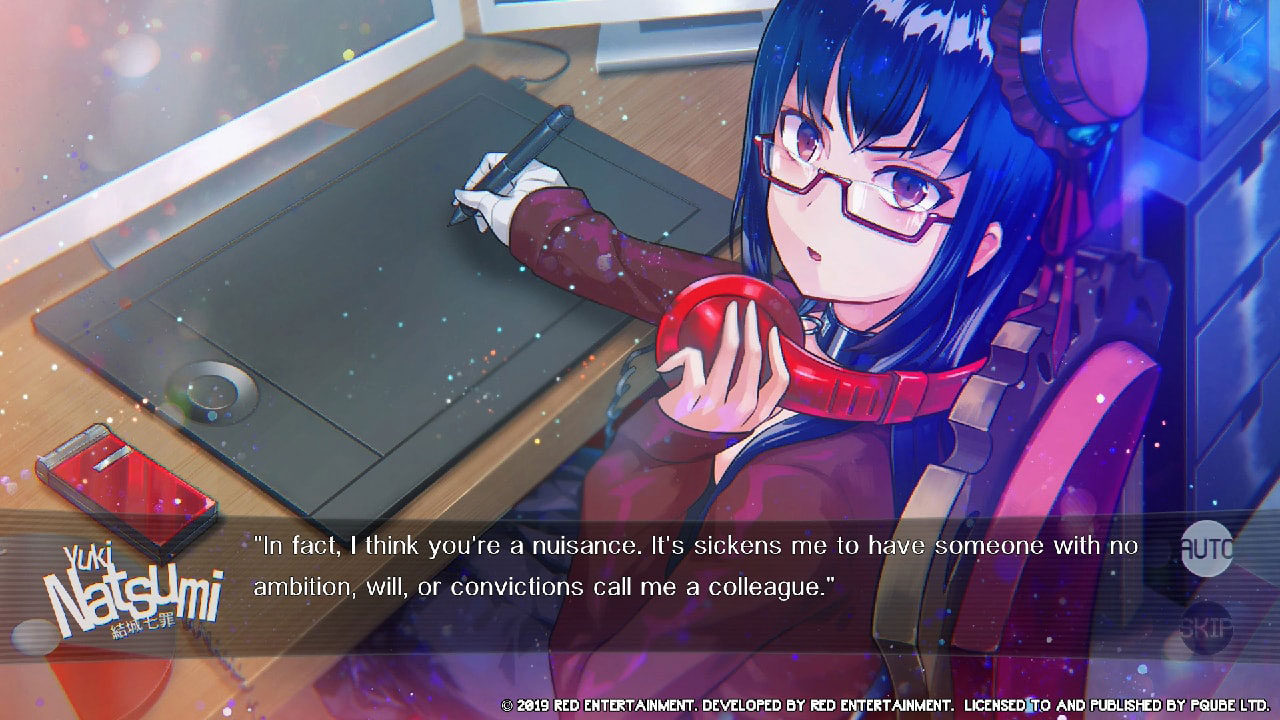 "In fact, I think you're a nuisance. It's sickens me to have someone with no
ambition, will, or convictions call me a colleague."
Yuki
Natsumi
結城七罪
AUTO
SKIP
© 2019 RED ENTERTAINMENT. DEVELOPED BY RED ENTERTAINMENT. LICENSED TO AND PUBLISHED BY PQUBE LTD.